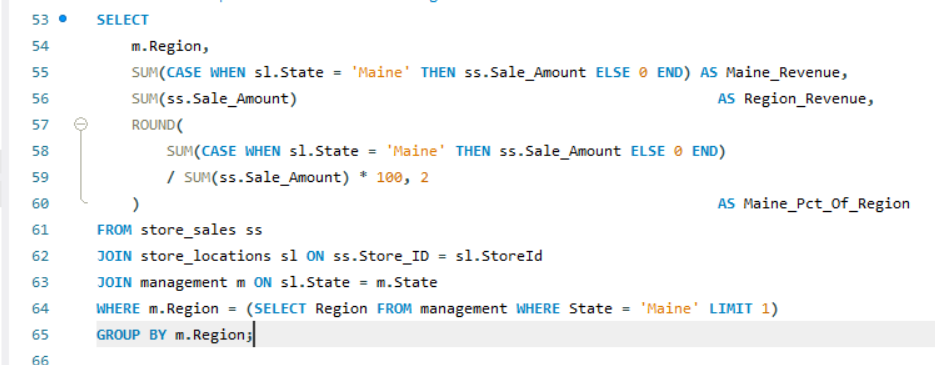 53 SELECT
54 m.Region,
55 SUM(CASE WHEN sl.State = 'Maine' THEN ss.Sale_Amount ELSE 0 END) AS Maine_Revenue,
56 SUM(ss.Sale_Amount) AS Region_Revenue,
57 ROUND(
58 SUM(CASE WHEN sl.State = 'Maine' THEN ss.Sale_Amount ELSE 0 END)
59 / SUM(ss.Sale_Amount) * 100, 2
60 ) AS Maine_Pct_Of_Region
61 FROM store_sales ss
62 JOIN store_locations sl ON ss.Store_ID = sl.StoreId
63 JOIN management m ON sl.State = m.State
64 WHERE m.Region = (SELECT Region FROM management WHERE State = 'Maine' LIMIT 1)
65 GROUP BY m.Region;
66